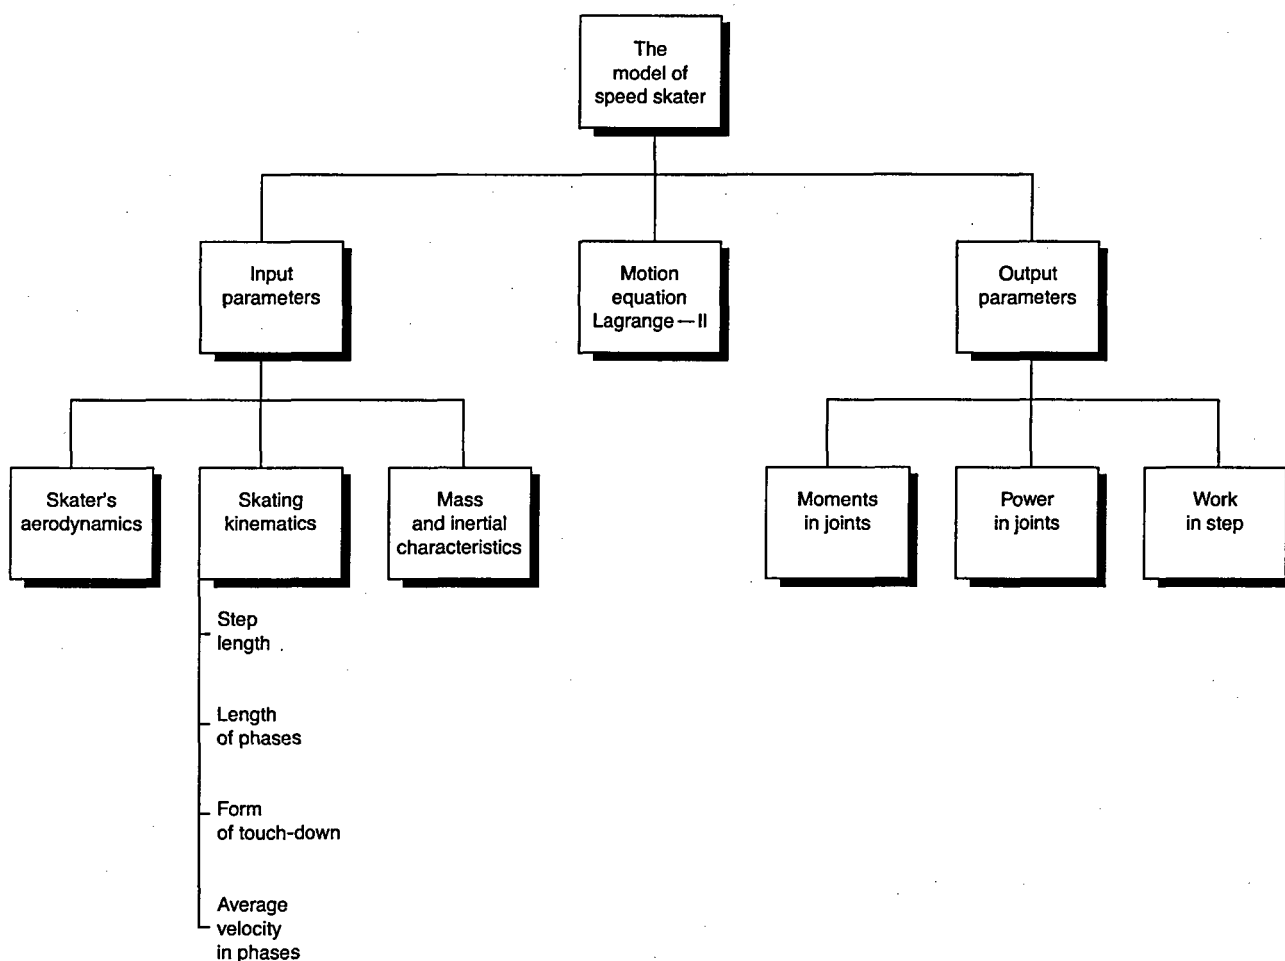 The
model of
speed skater
Input
parameters
Motion
equation
Lagrange — II
Output
parameters
Skater's
aerodynamics
Skating
kinematics
Mass
and inertial
characteristics
Moments
in joints
Power
in joints
Work
in step
Step
length
Length
of phases
Form
of touch-down
Average
velocity
in phases